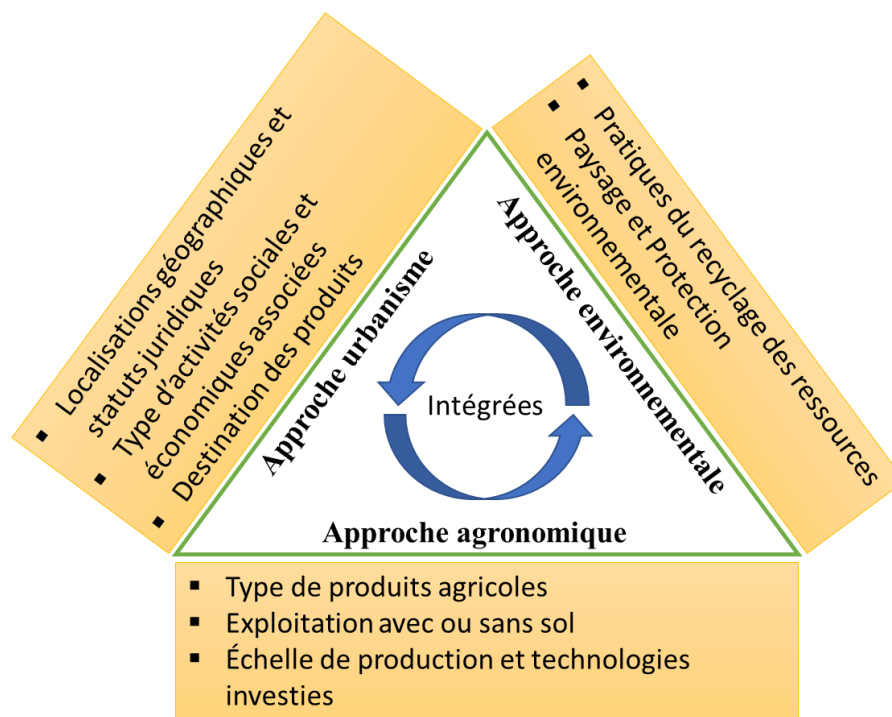 ▪ Localisations géographiques et
statuts juridiques
▪ Type d’activités sociales et
économiques associées
▪ Destination des produits
Approche urbanisme
▪ Pratiques du recyclage des ressources
▪ Paysage et Protection
environnementale
Approche environnementale
Intégrées
Approche agronomique
▪ Type de produits agricoles
▪ Exploitation avec ou sans sol
▪ Échelle de production et technologies
investies